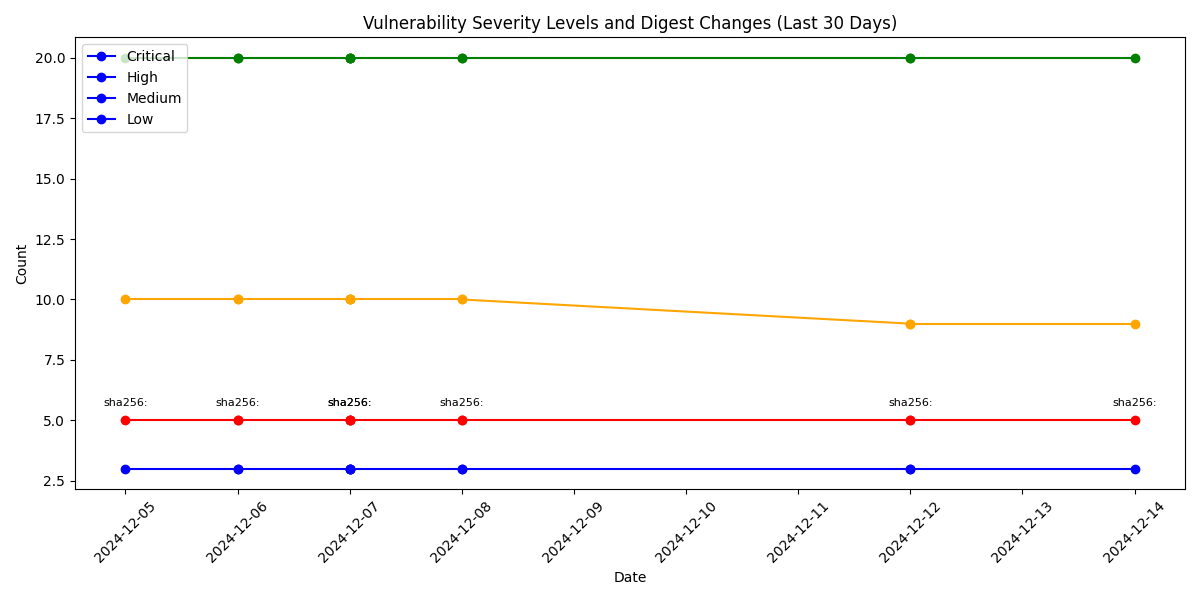 Vulnerability Severity Levels and Digest Changes (Last 30 Days)
Critical
High
Medium
Low
Count
20.0
17.5
15.0
12.5
10.0
7.5
5.0
2.5
sha256: sha256: sha256: sha256: sha256: sha256:
2024-12-05 2024-12-06 2024-12-07 2024-12-08 2024-12-09 2024-12-10 2024-12-11 2024-12-12 2024-12-13 2024-12-14
Date